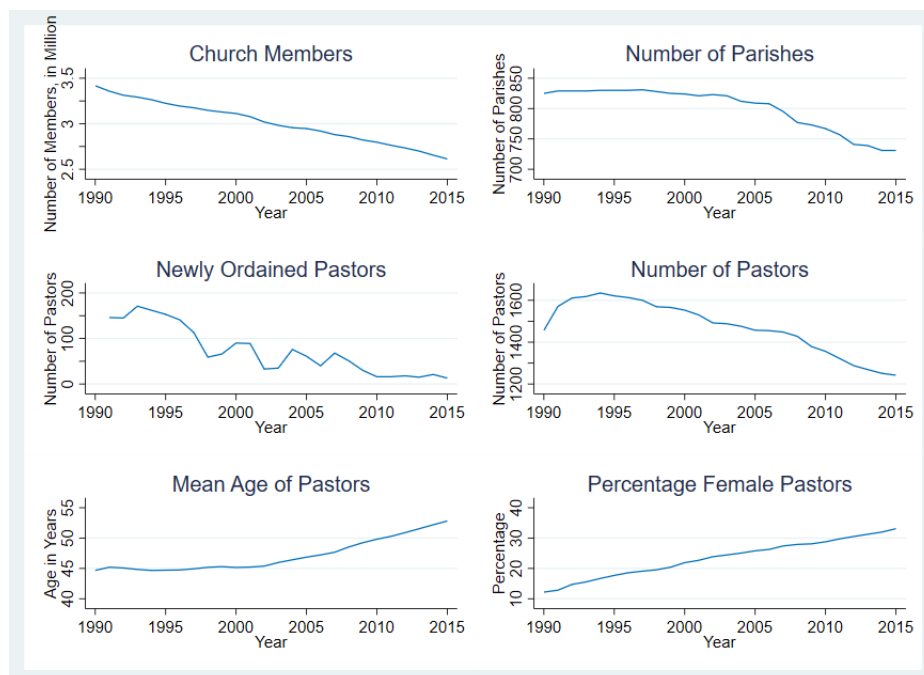 Church Members
Number of Members, in Million
3.5
3
2.5
1990 1995 2000 2005 2010 2015
Year
Number of Parishes
Number of Parishes
850
800
750
700
1990 1995 2000 2005 2010 2015
Year
Newly Ordained Pastors
Number of Pastors
200
100
0
1990 1995 2000 2005 2010 2015
Year
Number of Pastors
Number of Pastors
1600
1400
1200
1990 1995 2000 2005 2010 2015
Year
Mean Age of Pastors
Age in Years
55
50
45
40
1990 1995 2000 2005 2010 2015
Year
Percentage Female Pastors
Percentage
40
30
20
10
1990 1995 2000 2005 2010 2015
Year